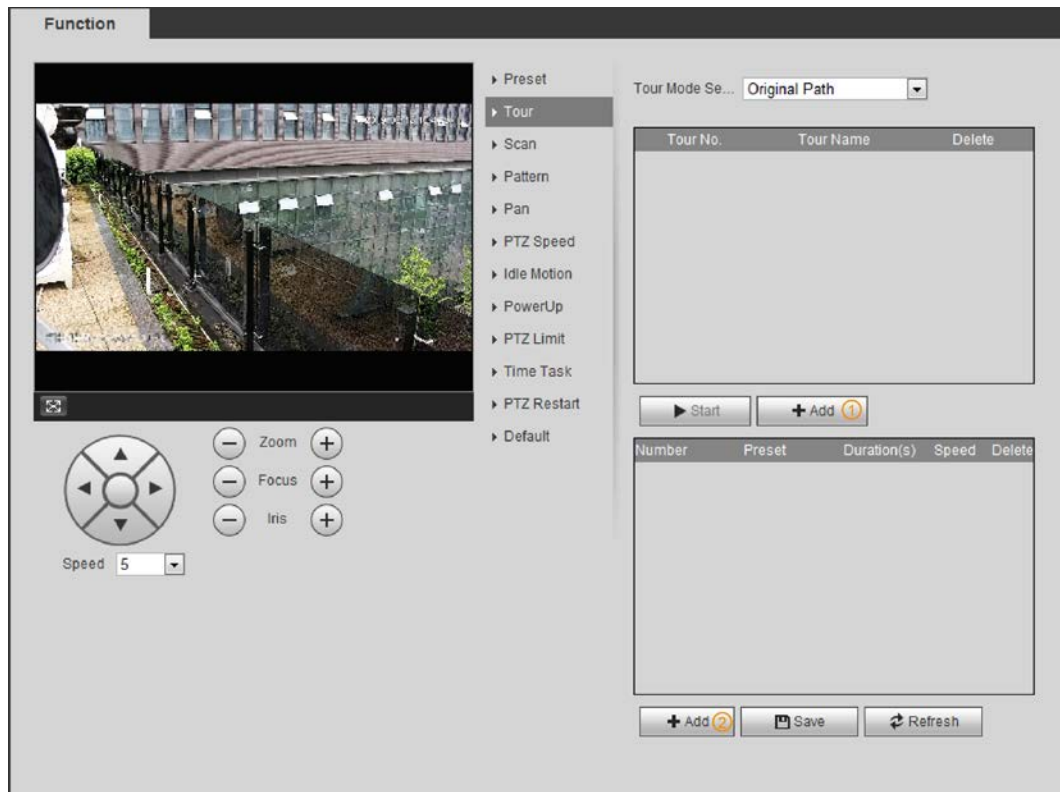 Function
Preset
Tour
Scan
Pattern
Pan
PTZ Speed
Idle Motion
PowerUp
PTZ Limit
Time Task
PTZ Restart
Default
Zoom
Focus
Iris
Speed 5
Tour Mode Se... Original Path
Tour No. Tour Name Delete
Start Add 1
Number Preset Duration(s) Speed Delete
Add 2 Save Refresh